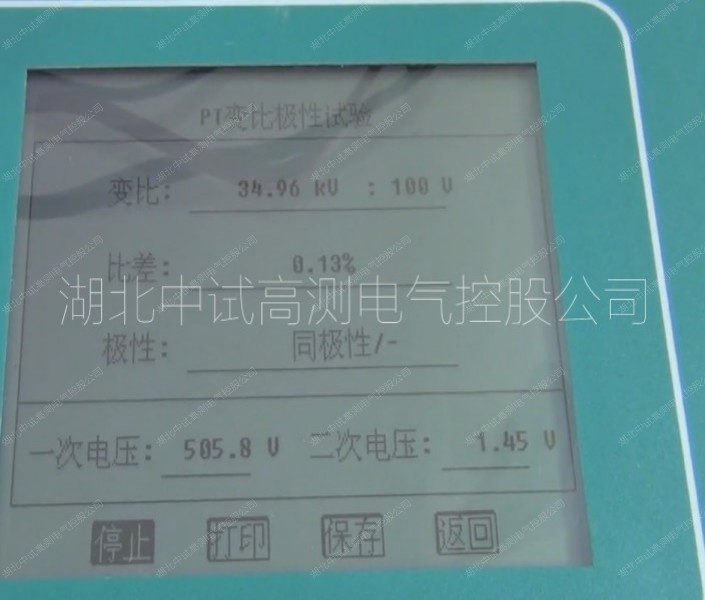 PT变比极性试验
变比： 34.96 kV : 100 V
比差： 0.13%
湖北中试高测电气控股公司
极性： 同极性/-
一次电压： 505.8 V 二次电压： 1.45 V
停止 打印 保存 返回